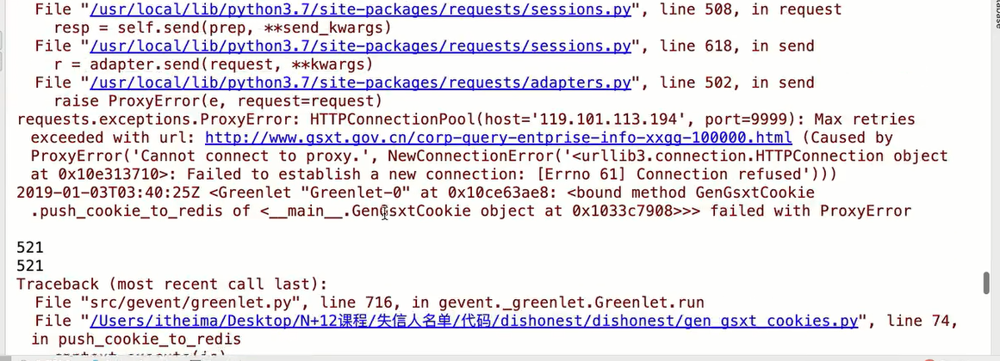 File "/usr/local/lib/python3.7/site-packages/requests/sessions.py", line 508, in request
resp = self.send(prep, **send_kwargs)
File "/usr/local/lib/python3.7/site-packages/requests/sessions.py", line 618, in send
r = adapter.send(request, **kwargs)
File "/usr/local/lib/python3.7/site-packages/requests/adapters.py", line 502, in send
raise ProxyError(e, request=request)
requests.exceptions.ProxyError: HTTPConnectionPool(host='119.101.113.194', port=9999): Max retries
exceeded with url: http://www.gsxt.gov.cn/corp-query-entprise-info-xxgg-100000.html (Caused by
ProxyError('Cannot connect to proxy.', NewConnectionError('<urllib3.connection.HTTPConnection object
at 0x10e313710>: Failed to establish a new connection: [Errno 61] Connection refused')))
2019-01-03T03:40:25Z <Greenlet "Greenlet-0" at 0x10ce63ae8: <bound method GenGsxtCookie
.push_cookie_to_redis of <__main__.GenGsxtCookie object at 0x1033c7908>>> failed with ProxyError
521
521
Traceback (most recent call last):
File "src/gevent/greenlet.py", line 716, in gevent._greenlet.Greenlet.run
File "/Users/itheima/Desktop/N+12课程/失信人名单/代码/dishonest/dishonest/gen_gsxt_cookies.py", line 74,
in push_cookie_to_redis